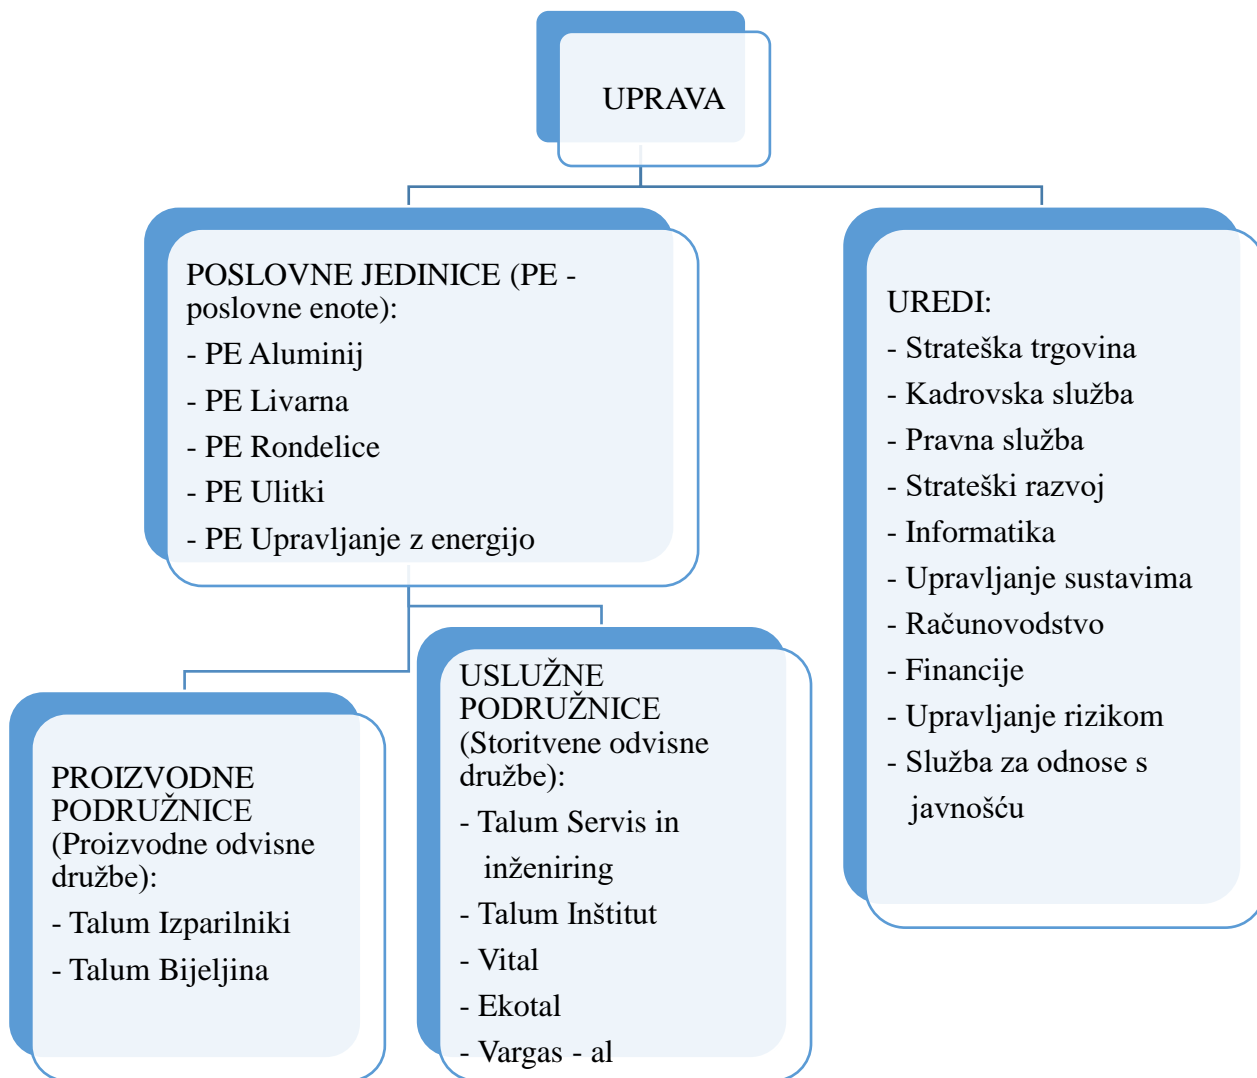 UPRAVA
POSLOVNE JEDINICE (PE -
poslovne enote):
- PE Aluminij
- PE Livarna
- PE Rondelice
- PE Ulitki
- PE Upravljanje z energijo
UREDI:
- Strateška trgovina
- Kadrovska služba
- Pravna služba
- Strateški razvoj
- Informatika
- Upravljanje sustavima
- Računovodstvo
- Financije
- Upravljanje rizikom
- Služba za odnose s
javnošću
PROIZVODNE
PODRUŽNICE
(Proizvodne odvisne
družbe):
- Talum Izparilniki
- Talum Bijeljina
USLUŽNE
PODRUŽNICE
(Storitvene odvisne
družbe):
- Talum Servis in
inženiring
- Talum Inštitut
- Vital
- Ekotal
- Vargas - al